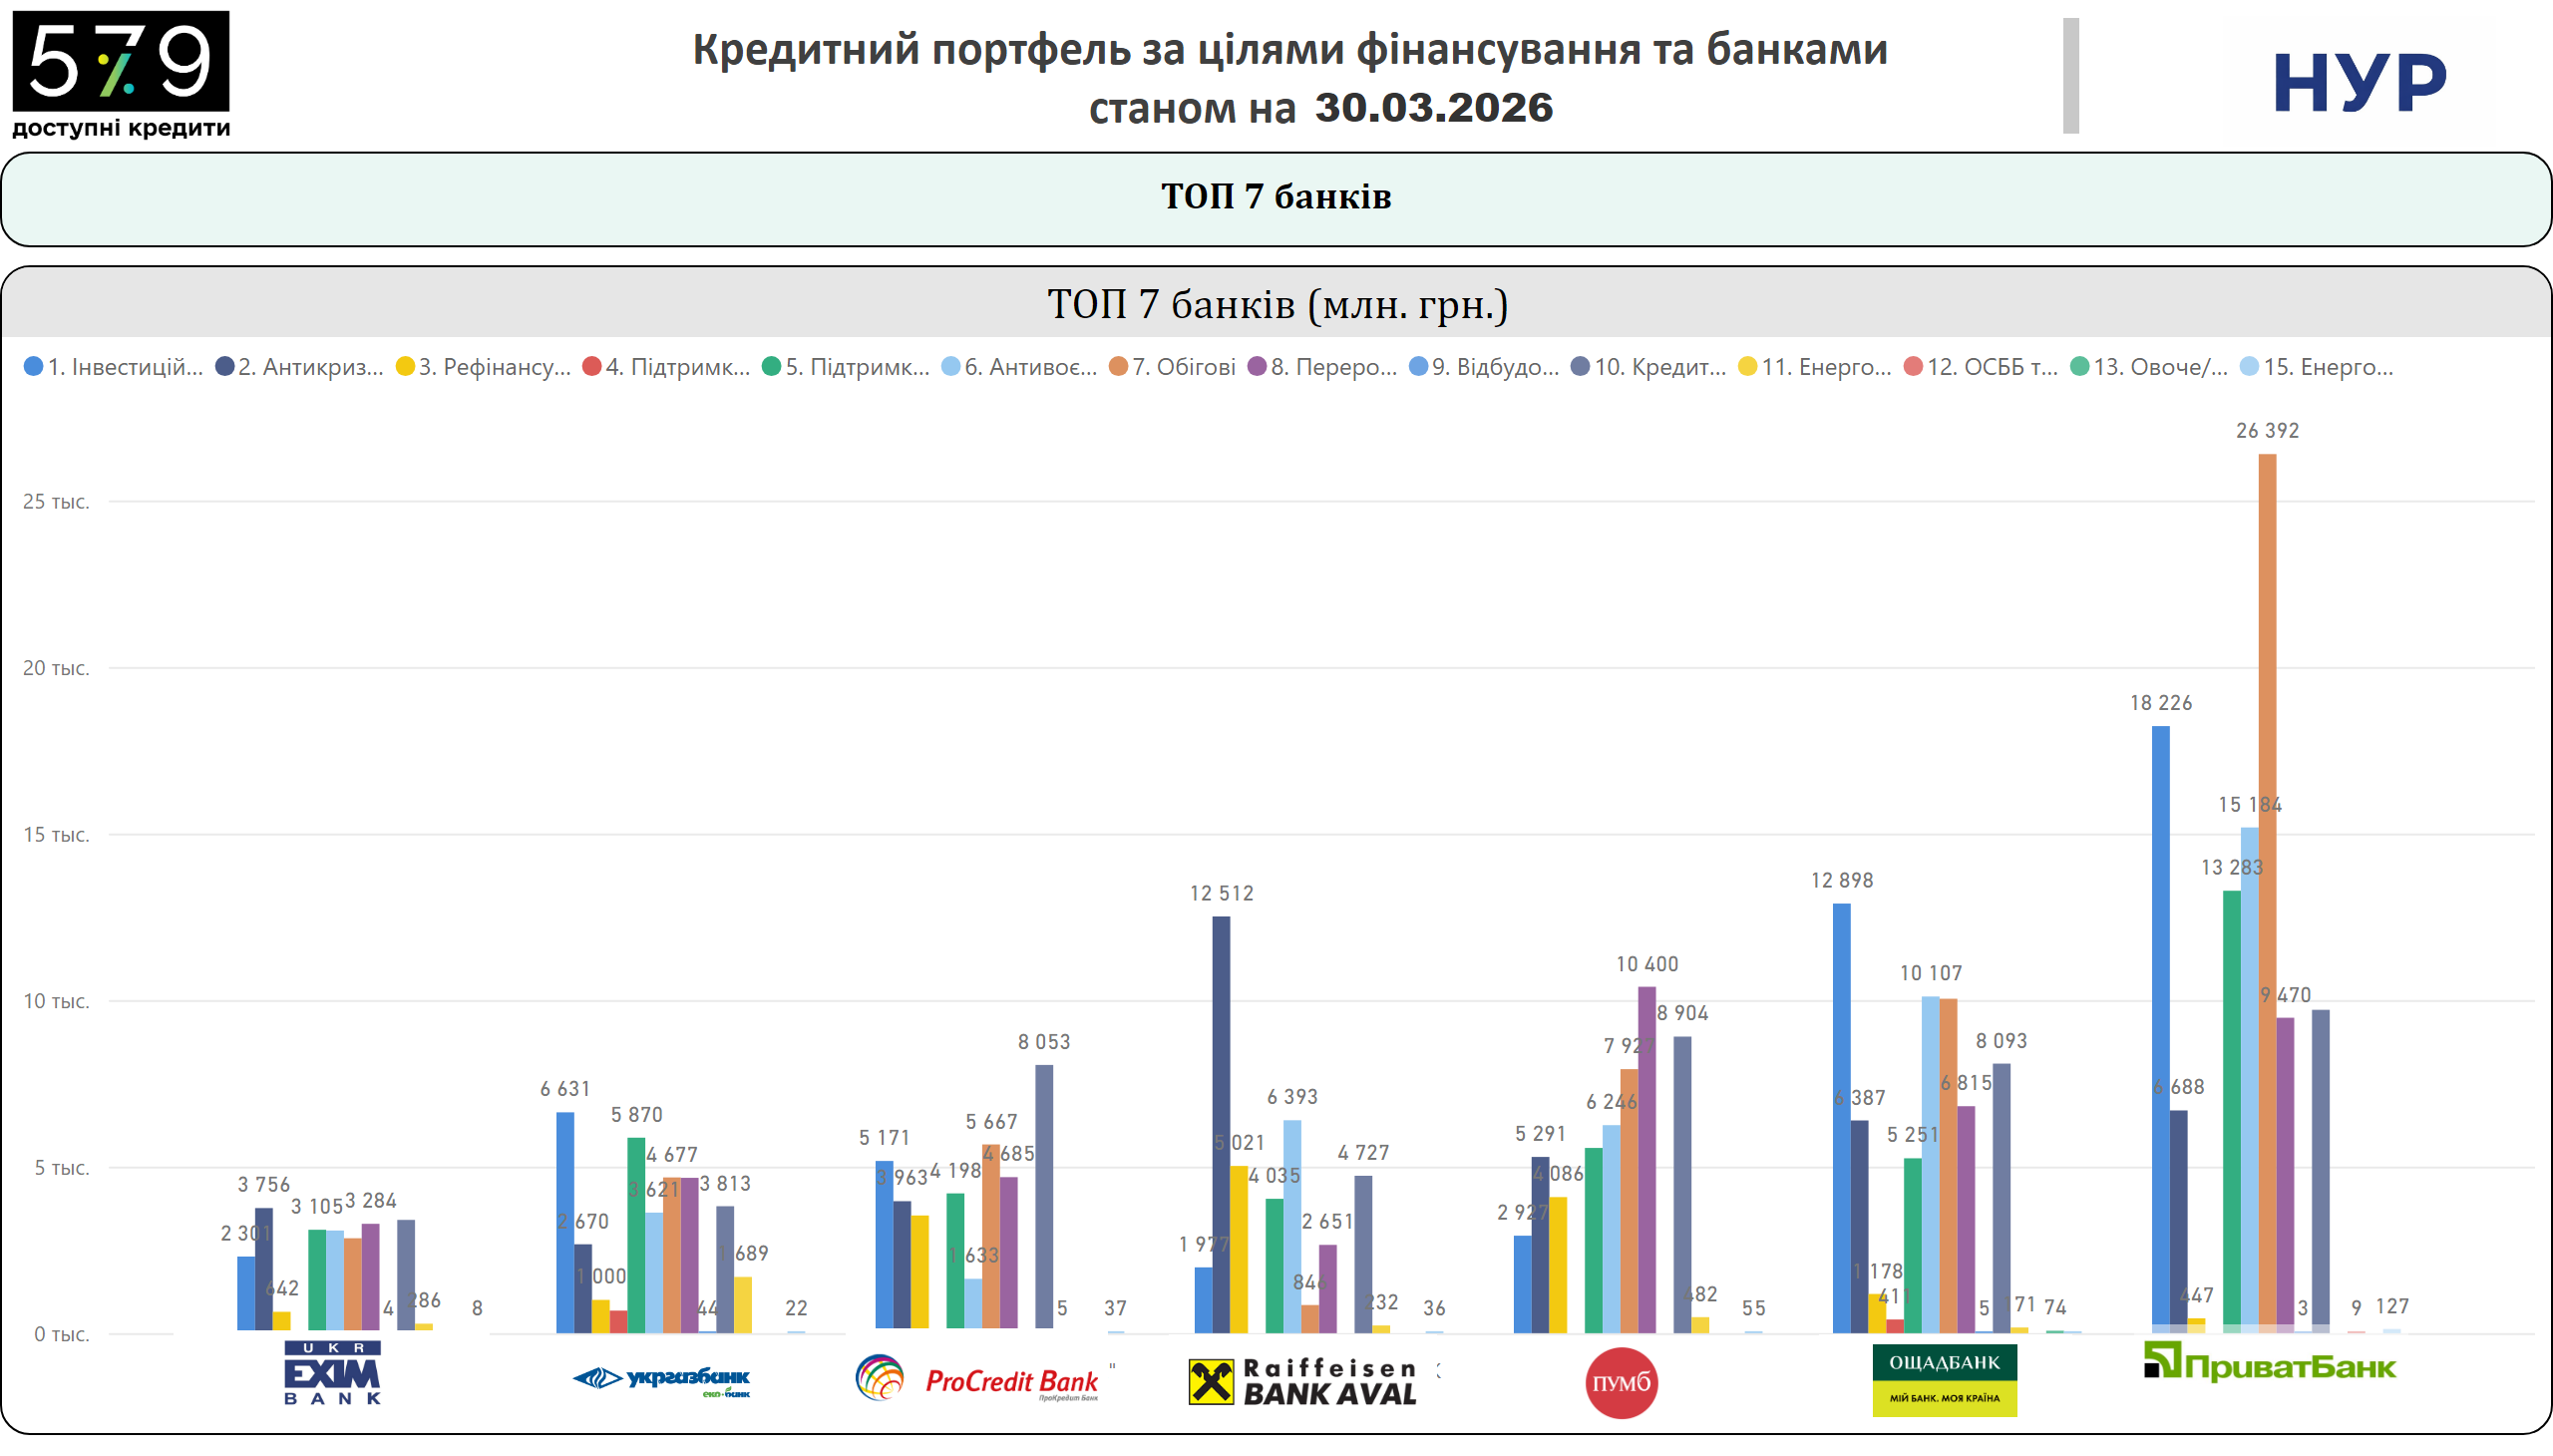 5%79
доступні кредити
Кредитний портфель за цілями фінансування та банками
станом на 30.03.2026
НУР
ТОП 7 банків
ТОП 7 банків (млн. грн.)
1. Інвестицій... 2. Антикриз... 3. Рефінансу... 4. Підтримк... 5. Підтримк... 6. Антивоє... 7. Обігові 8. Переро... 9. Відбудо... 10. Кредит... 11. Енерго... 12. ОСББ т... 13. Овоче/... 15. Енерго...
25 тыс.
20 тыс.
15 тыс.
10 тыс.
5 тыс.
0 тыс.
2 301
3 756
642
3 105
3 284
4
286
8
6 631
2 670
1 000
5 870
3 621
4 677
44
3 813
1 689
22
5 171
3 963
4 198
1 633
5 667
4 685
8 053
5
37
1 977
12 512
5 021
4 035
6 393
846
2 651
4 727
232
36
2 927
5 291
4 086
6 246
7 927
10 400
8 904
482
55
12 898
6 387
1 178
411
5 251
10 107
6 815
5
8 093
171
74
18 226
6 688
447
13 283
15 184
26 392
9 470
3
9
127
UKR
EXIM
BANK
укргазбанк
еко-банк
ProCredit Bank
ПроКредит Банк
Raiffeisen
BANK AVAL
ПУМБ
ОЩАДБАНК
МІЙ БАНК. МОЯ КРАЇНА
ПриватБанк